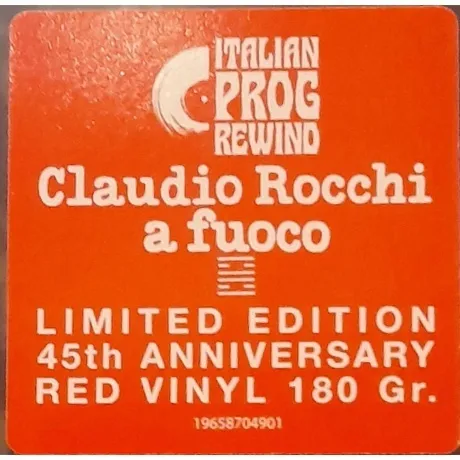 ITALIAN
PROG
REWIND
Claudio Rocchi
a fuoco
LIMITED EDITION
45th ANNIVERSARY
RED VINYL 180 Gr.
19658704901